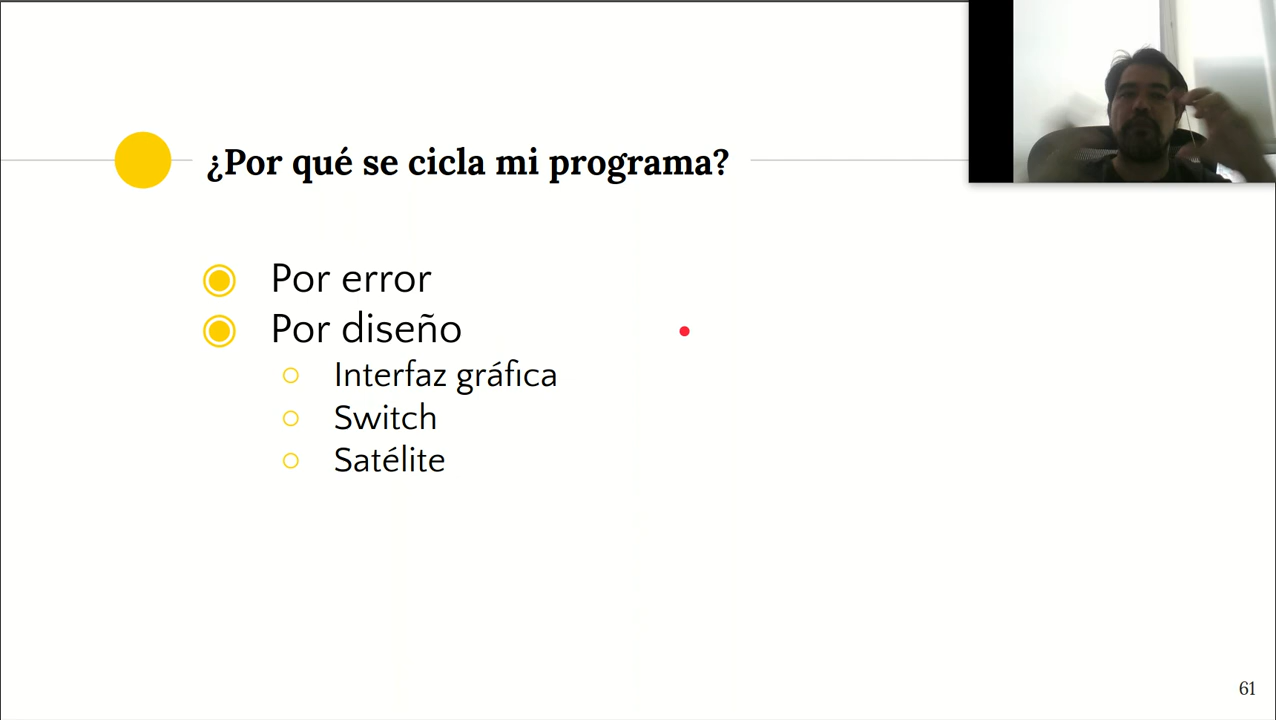 ¿Por qué se cicla mi programa?
Por error
Por diseño
Interfaz gráfica
Switch
Satélite
61